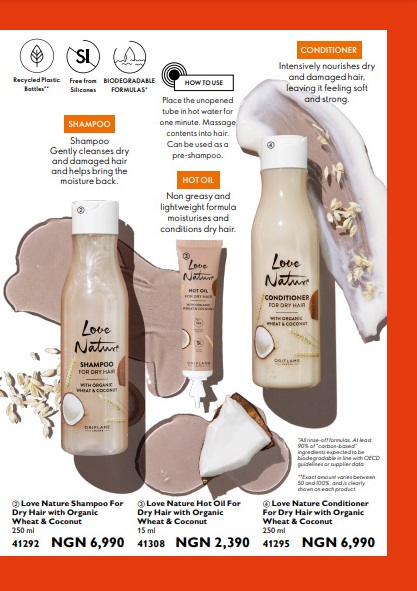 SI
Recycled Plastic
Bottles**
Free from
Silicones
BIODEGRADABLE
FORMULAS*
HOW TO USE
Place the unopened
tube in hot water for
one minute. Massage
contents into hair.
Can be used as a
pre-shampoo.
CONDITIONER
Intensively nourishes dry
and damaged hair,
leaving it feeling soft
and strong.
SHAMPOO
Shampoo
Gently cleanses dry
and damaged hair
and helps bring the
moisture back.
HOT OIL
Non greasy and
lightweight formula
moisturises and
conditions dry hair.
②
Love
Nature
SHAMPOO
FOR DRY HAIR
WITH ORGANIC
WHEAT & COCONUT
ORIFLAME
③
Love
Nature
HOT OIL
FOR DRY HAIR
WITH ORGANIC
WHEAT & COCONUT
ORIFLAME
④
Love
Nature
CONDITIONER
FOR DRY HAIR
WITH ORGANIC
WHEAT & COCONUT
ORIFLAME
*All rinse-off formulas. At least
90% of "carbon-based"
ingredients expected to be
biodegradable in line with OECD
guidelines or supplier data
**Exact amount varies between
50 and 100%, and is clearly
shown on each product
② Love Nature Shampoo For
Dry Hair with Organic
Wheat & Coconut
250 ml
41292 NGN 6,990
③ Love Nature Hot Oil For
Dry Hair with Organic
Wheat & Coconut
15 ml
41308 NGN 2,390
④ Love Nature Conditioner
For Dry Hair with Organic
Wheat & Coconut
250 ml
41295 NGN 6,990